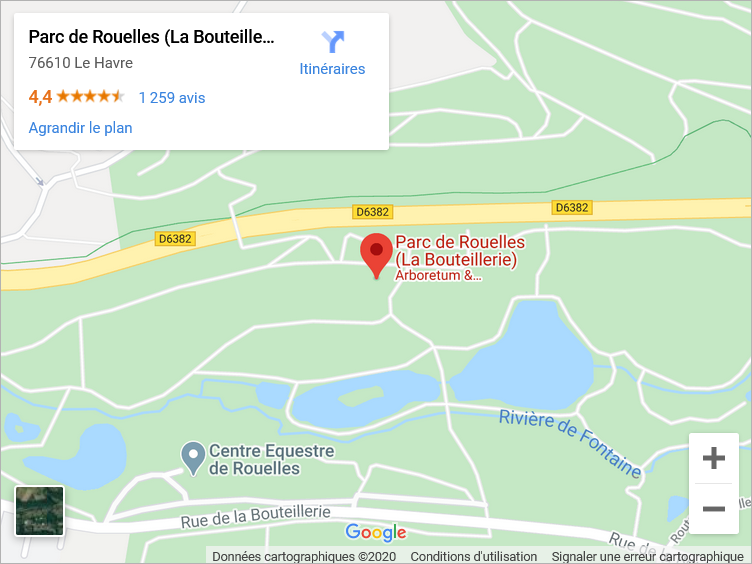 Parc de Rouelles (La Bouteille...
76610 Le Havre
Itinéraires
4,4 1 259 avis
Agrandir le plan
D6382
D6382
D6382
Parc de Rouelles
(La Bouteillerie)
Arboretum &...
Rivière de Fontaine
Centre Equestre
de Rouelles
Rue de la Bouteillerie
Google
Rue de
Données cartographiques ©2020 Conditions d'utilisation Signaler une erreur cartographique